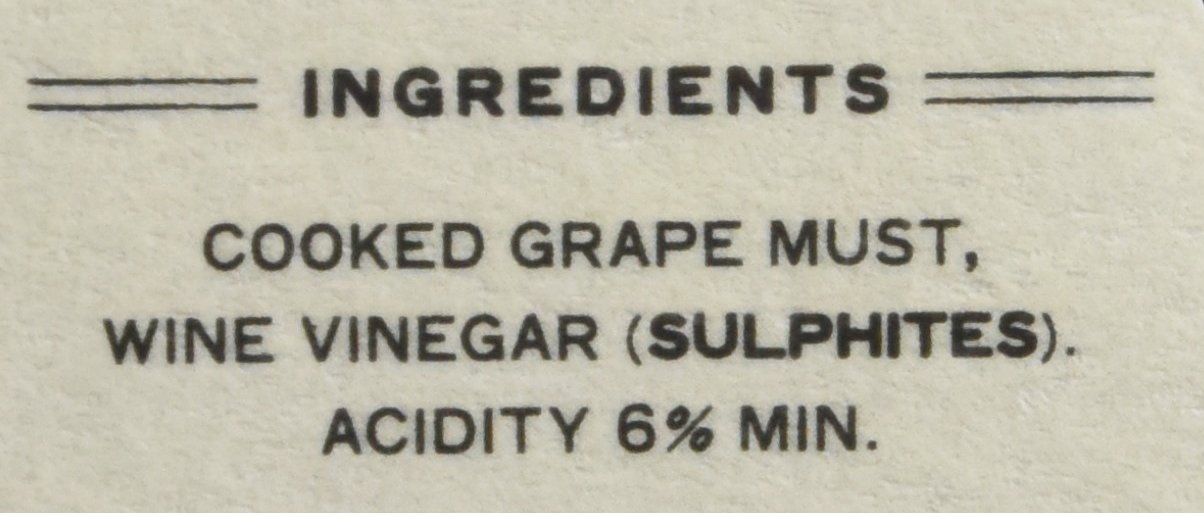 INGREDIENTS
COOKED GRAPE MUST,
WINE VINEGAR (SULPHITES).
ACIDITY 6% MIN.